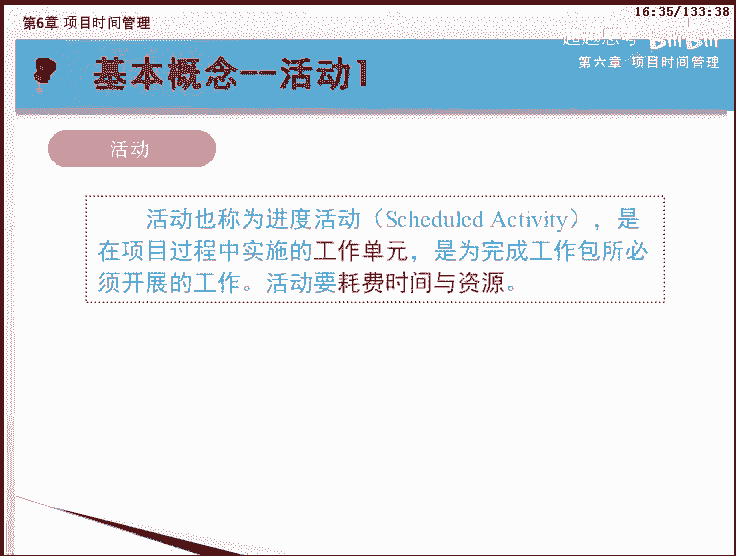 第6章 项目时间管理
16:35/133:38
bilibili
第六章 项目时间管理
基本概念--活动1
活动
活动也称为进度活动（Scheduled Activity），是
在项目过程中实施的工作单元，是为完成工作包所必
须开展的工作。活动要耗费时间与资源。